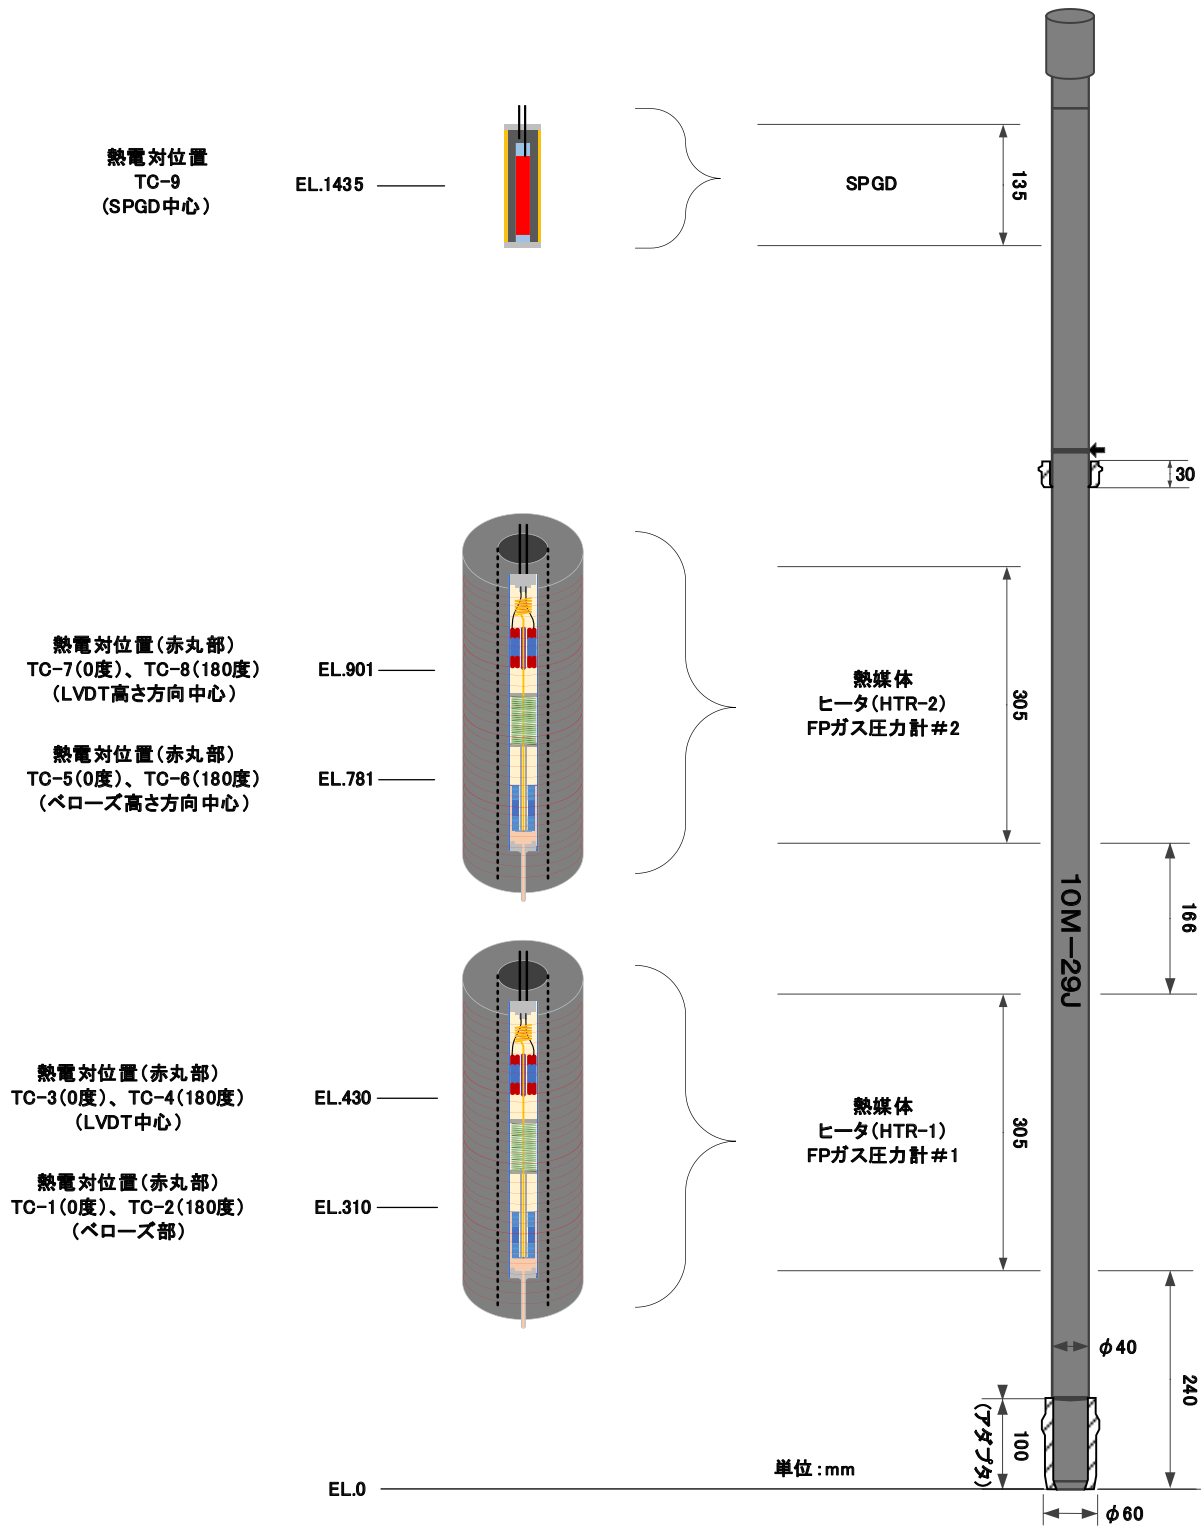 熱電対位置
TC-9
(SPGD中心)
EL.1435
SPGD
135
30
熱電対位置(赤丸部)
TC-7(0度)、TC-8(180度)
(LVDT高さ方向中心)
EL.901
熱電対位置(赤丸部)
TC-5(0度)、TC-6(180度)
(ベローズ高さ方向中心)
EL.781
熱媒体
ヒータ(HTR-2)
FPガス圧力計#2
305
166
10M-29J
熱電対位置(赤丸部)
TC-3(0度)、TC-4(180度)
(LVDT中心)
EL.430
熱電対位置(赤丸部)
TC-1(0度)、TC-2(180度)
(ベローズ部)
EL.310
熱媒体
ヒータ(HTR-1)
FPガス圧力計#1
305
φ40
240
100
(アダプタ)
単位:mm
EL.0
φ60